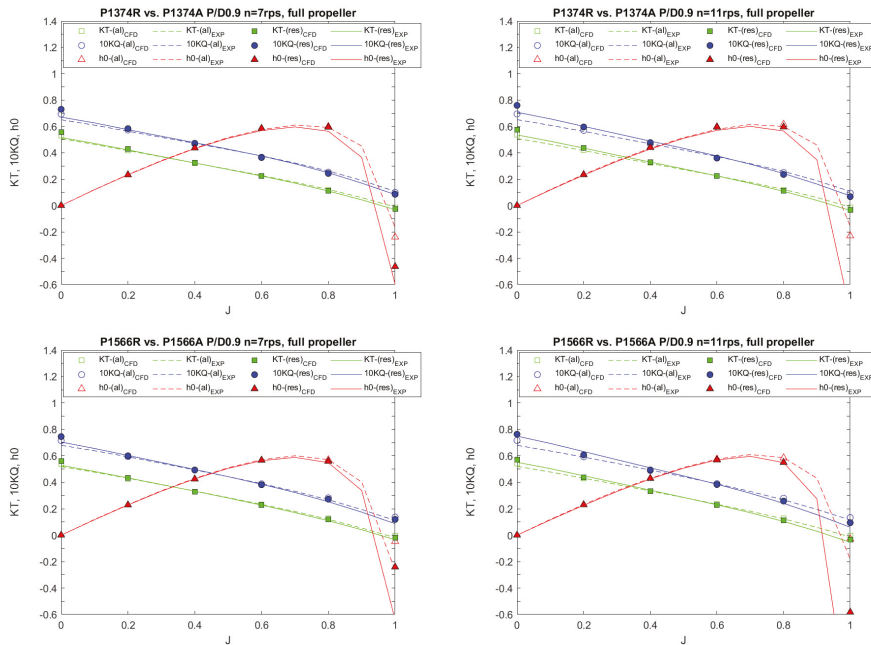 P1374R vs. P1374A P/D0.9 n=7rps, full propeller
KT-(al)CFD KT-(al)EXP KT-(res)CFD KT-(res)EXP
10KQ-(al)CFD 10KQ-(al)EXP 10KQ-(res)CFD 10KQ-(res)EXP
h0-(al)CFD h0-(al)EXP h0-(res)CFD h0-(res)EXP
KT, 10KQ, h0
1.4
1.2
1
0.8
0.6
0.4
0.2
0
-0.2
-0.4
-0.6
0 0.2 0.4 0.6 0.8 1
J
P1374R vs. P1374A P/D0.9 n=11rps, full propeller
KT-(al)CFD KT-(al)EXP KT-(res)CFD KT-(res)EXP
10KQ-(al)CFD 10KQ-(al)EXP 10KQ-(res)CFD 10KQ-(res)EXP
h0-(al)CFD h0-(al)EXP h0-(res)CFD h0-(res)EXP
KT, 10KQ, h0
1.4
1.2
1
0.8
0.6
0.4
0.2
0
-0.2
-0.4
-0.6
0 0.2 0.4 0.6 0.8 1
J
P1566R vs. P1566A P/D0.9 n=7rps, full propeller
KT-(al)CFD KT-(al)EXP KT-(res)CFD KT-(res)EXP
10KQ-(al)CFD 10KQ-(al)EXP 10KQ-(res)CFD 10KQ-(res)EXP
h0-(al)CFD h0-(al)EXP h0-(res)CFD h0-(res)EXP
KT, 10KQ, h0
1.4
1.2
1
0.8
0.6
0.4
0.2
0
-0.2
-0.4
-0.6
0 0.2 0.4 0.6 0.8 1
J
P1566R vs. P1566A P/D0.9 n=11rps, full propeller
KT-(al)CFD KT-(al)EXP KT-(res)CFD KT-(res)EXP
10KQ-(al)CFD 10KQ-(al)EXP 10KQ-(res)CFD 10KQ-(res)EXP
h0-(al)CFD h0-(al)EXP h0-(res)CFD h0-(res)EXP
KT, 10KQ, h0
1.4
1.2
1
0.8
0.6
0.4
0.2
0
-0.2
-0.4
-0.6
0 0.2 0.4 0.6 0.8 1
J